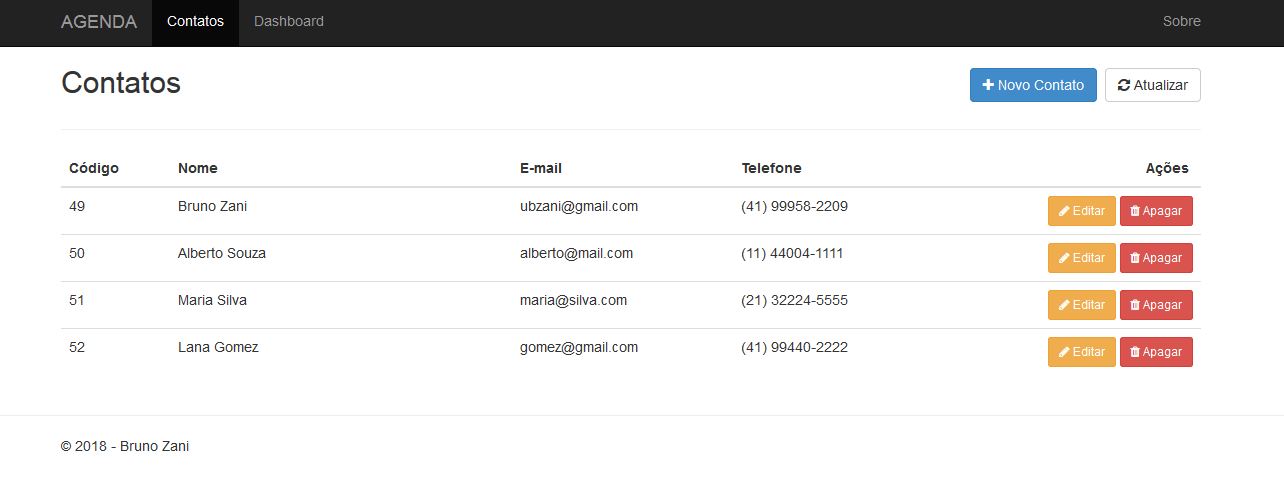 AGENDA Contatos Dashboard Sobre
Contatos Novo Contato Atualizar
Código Nome E-mail Telefone Ações
49 Bruno Zani ubzani@gmail.com (41) 99958-2209 Editar Apagar
50 Alberto Souza alberto@mail.com (11) 44004-1111 Editar Apagar
51 Maria Silva maria@silva.com (21) 32224-5555 Editar Apagar
52 Lana Gomez gomez@gmail.com (41) 99440-2222 Editar Apagar
© 2018 - Bruno Zani